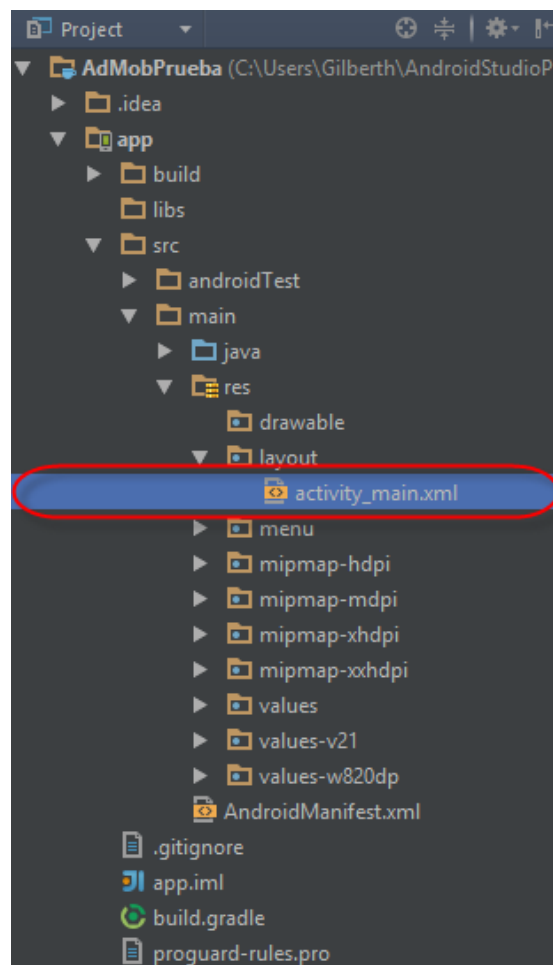 Project
AdMobPrueba (C:\Users\Gilberth\AndroidStudioP
.idea
app
build
libs
src
androidTest
main
java
res
drawable
layout
activity_main.xml
menu
mipmap-hdpi
mipmap-mdpi
mipmap-xhdpi
mipmap-xxhdpi
values
values-v21
values-w820dp
AndroidManifest.xml
.gitignore
app.iml
build.gradle
proguard-rules.pro